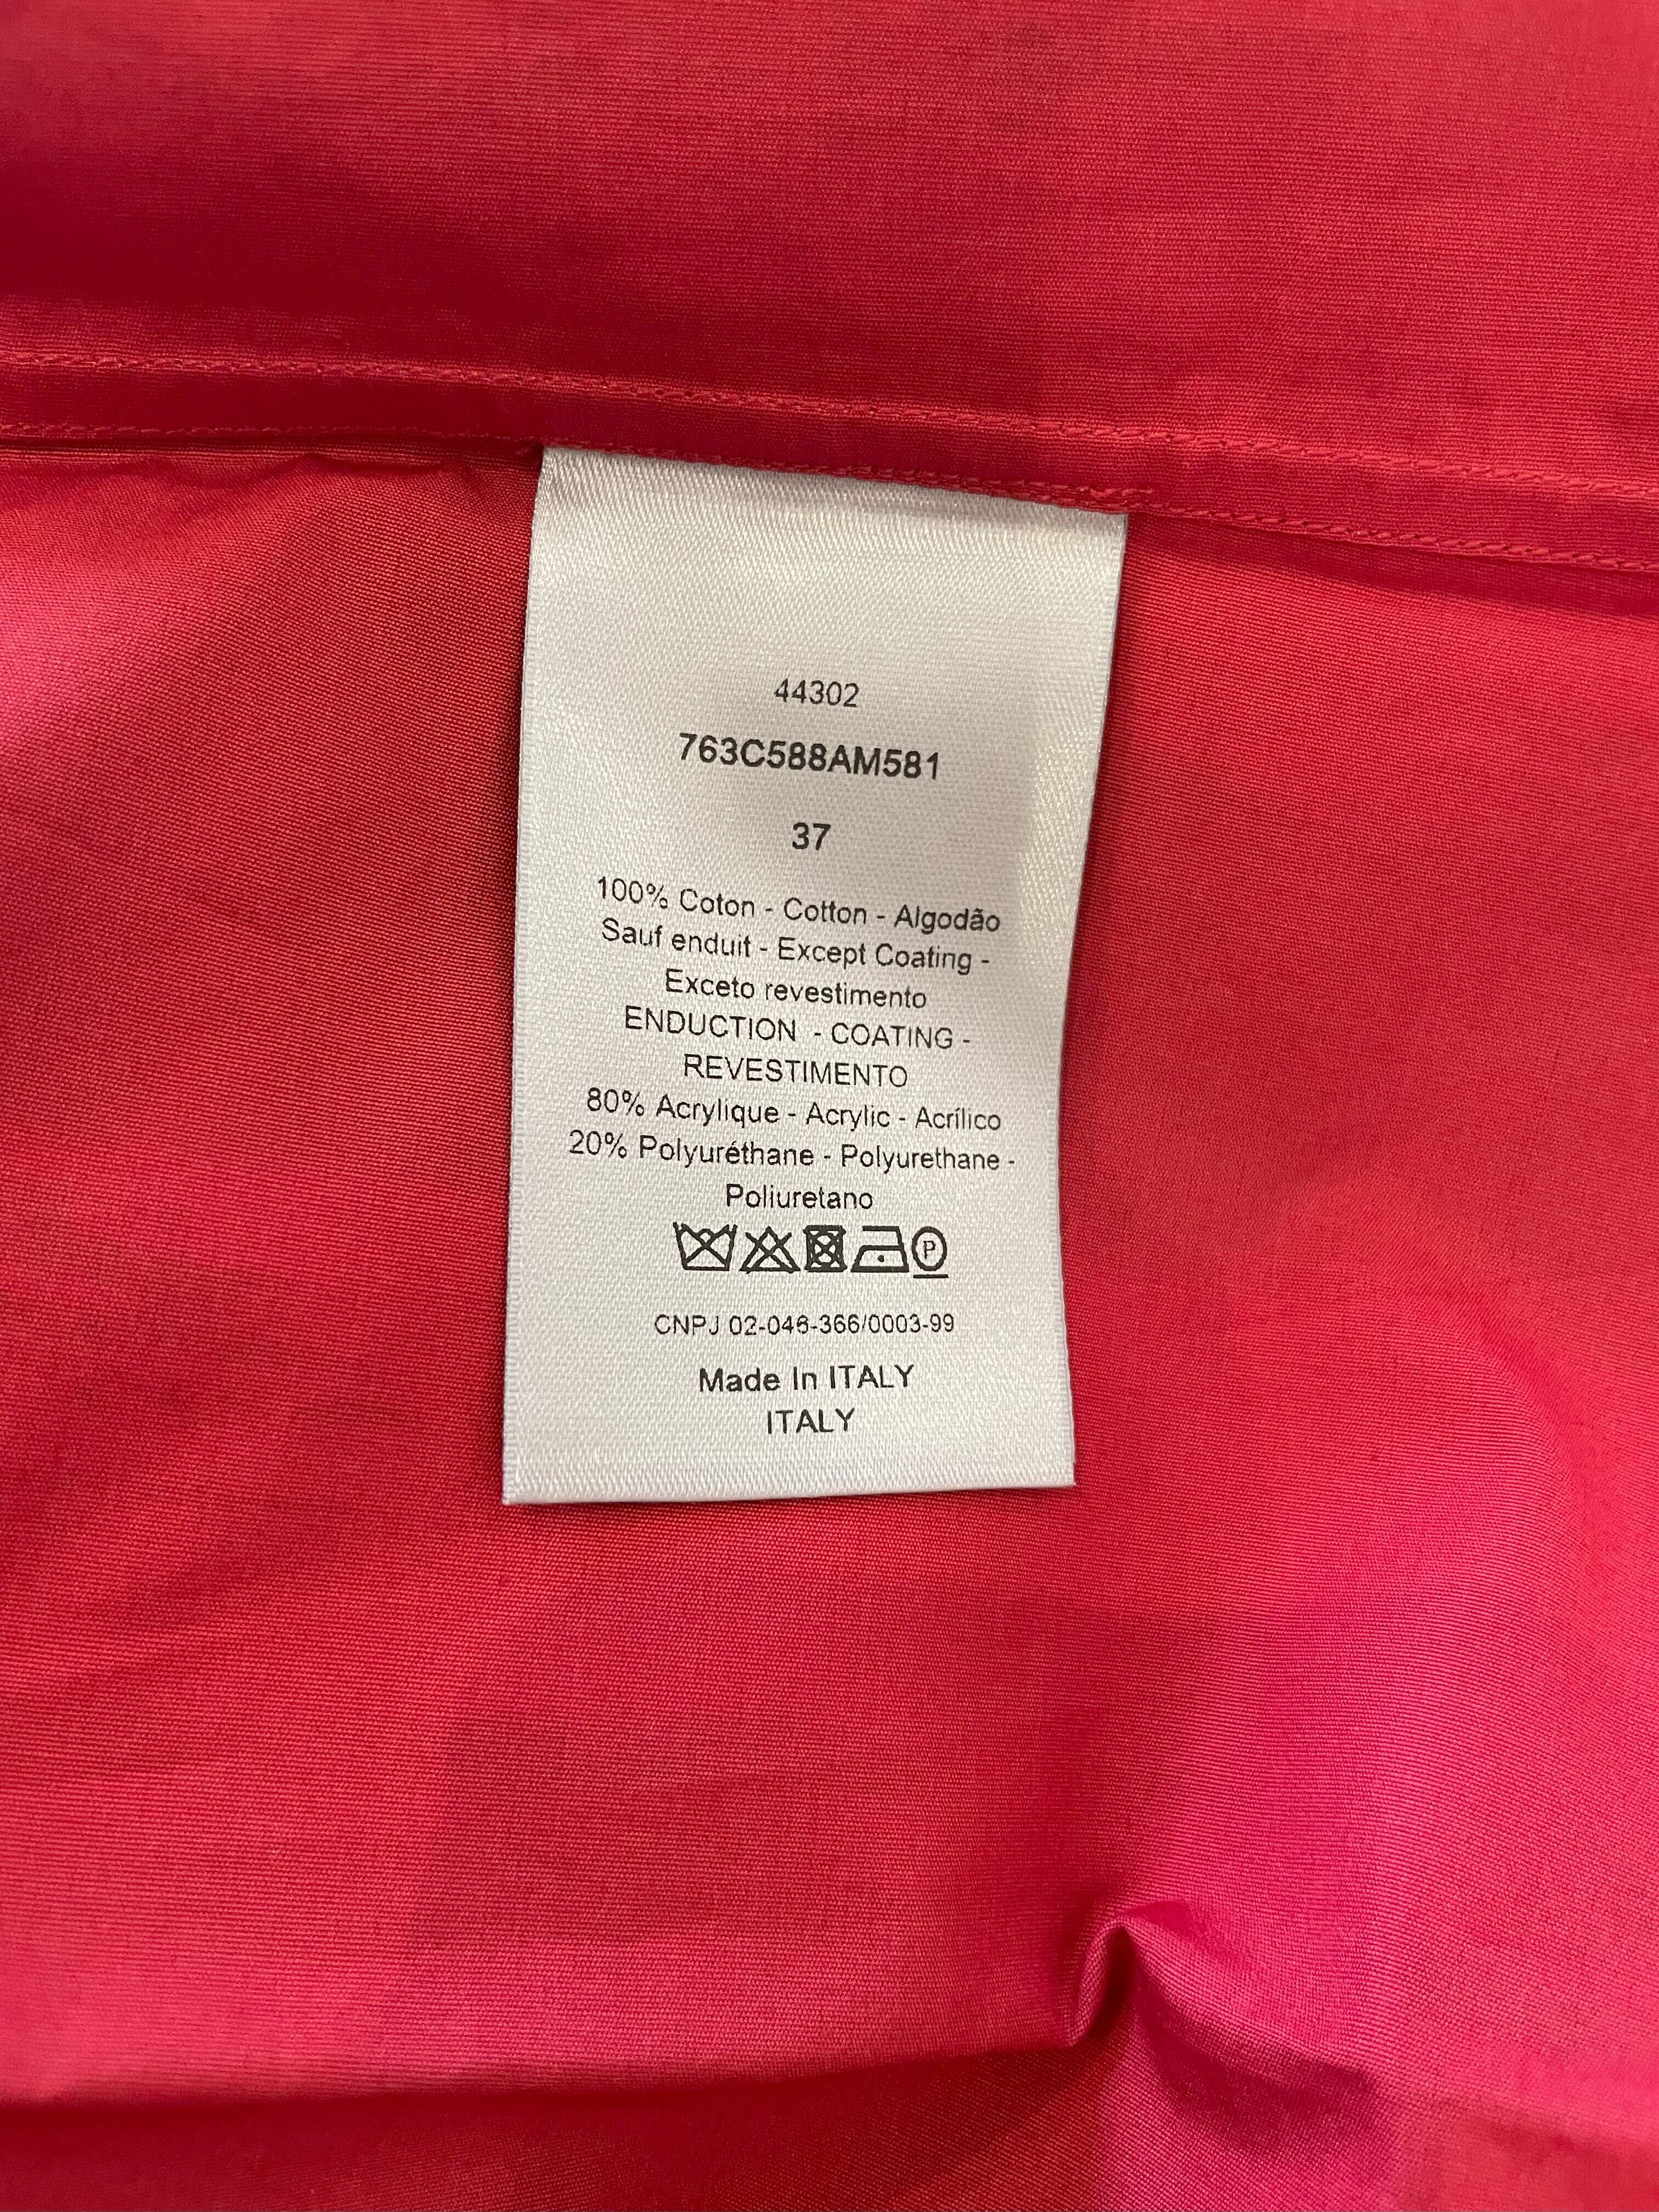 44302
763C588AM581
37
100% Coton - Cotton - Algodão
Sauf enduit - Except Coating -
Exceto revestimento
ENDUCTION - COATING -
REVESTIMENTO
80% Acrylique - Acrylic - Acrílico
20% Polyuréthane - Polyurethane -
Poliuretano
P
CNPJ 02-046-366/0003-99
Made In ITALY
ITALY